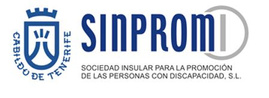 CABILDO DE TENERIFE
SINPROMI
SOCIEDAD INSULAR PARA LA PROMOCIÓN
DE LAS PERSONAS CON DISCAPACIDAD, S.L.